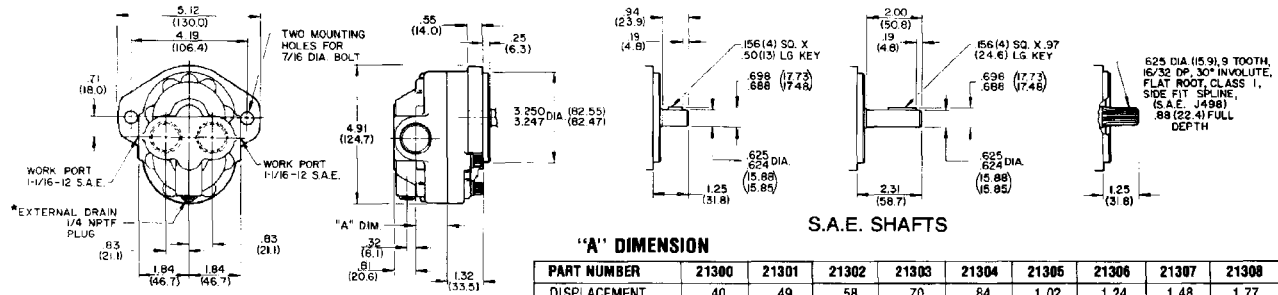 5.12
(130.0)
4.19
(106.4)
TWO MOUNTING
HOLES FOR
7/16 DIA. BOLT
.71
(18.0)
WORK PORT
1-1/16-12 S.A.E.
WORK PORT
1-1/16-12 S.A.E.
*EXTERNAL DRAIN
1/4 NPTF
PLUG
.83
(21.1)
.83
(21.1)
1.84
(46.7)
1.84
(46.7)
.55
(14.0)
.25
(6.3)
4.91
(124.7)
3.250 DIA. (82.55)
3.247 (82.47)
"A" DIM
.32
(6.1)
.81
(20.6)
1.32
(33.5)
.94
(23.9)
.19
(4.8)
.156(4) SQ. X
.50(13) LG KEY
.698 (17.73)
.688 (17.48)
.625 DIA.
.624
(15.88)
(15.85)
1.25
(31.8)
2.00
(50.8)
.19
(4.8)
.156(4) SQ. X .97
(24.6) LG KEY
.698 (17.73)
.688 (17.48)
.625 DIA.
.624
(15.88)
(15.85)
2.31
(58.7)
.625 DIA. (15.9), 9 TOOTH,
16/32 DP, 30° INVOLUTE,
FLAT ROOT, CLASS 1,
SIDE FIT SPLINE,
(S.A.E. J498)
.88 (22.4) FULL
DEPTH
1.25
(31.8)
S.A.E. SHAFTS
"A" DIMENSION
PART NUMBER 21300 21301 21302 21303 21304 21305 21306 21307 21308
DISPLACEMENT .40 .49 .58 .70 .84 1.02 1.24 1.48 1.77